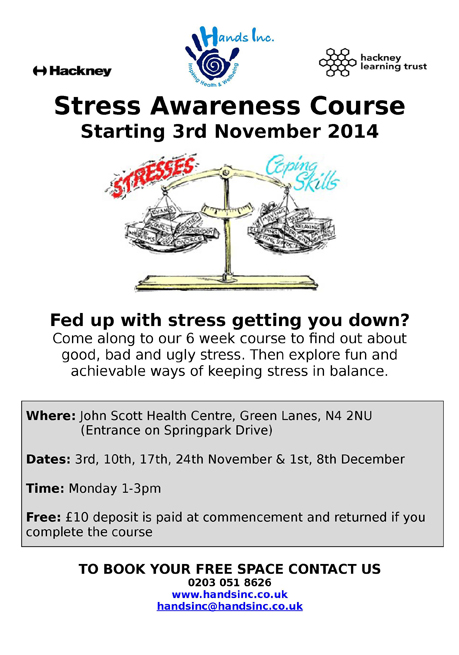 Hands Inc.
Inspiring Health & Wellbeing
Hackney
hackney
learning trust
Stress Awareness Course
Starting 3rd November 2014
STRESSES
Coping
Skills
Fed up with stress getting you down?
Come along to our 6 week course to find out about
good, bad and ugly stress. Then explore fun and
achievable ways of keeping stress in balance.
Where: John Scott Health Centre, Green Lanes, N4 2NU
(Entrance on Springpark Drive)
Dates: 3rd, 10th, 17th, 24th November & 1st, 8th December
Time: Monday 1-3pm
Free: £10 deposit is paid at commencement and returned if you
complete the course
TO BOOK YOUR FREE SPACE CONTACT US
0203 051 8626
www.handsinc.co.uk
handsinc@handsinc.co.uk